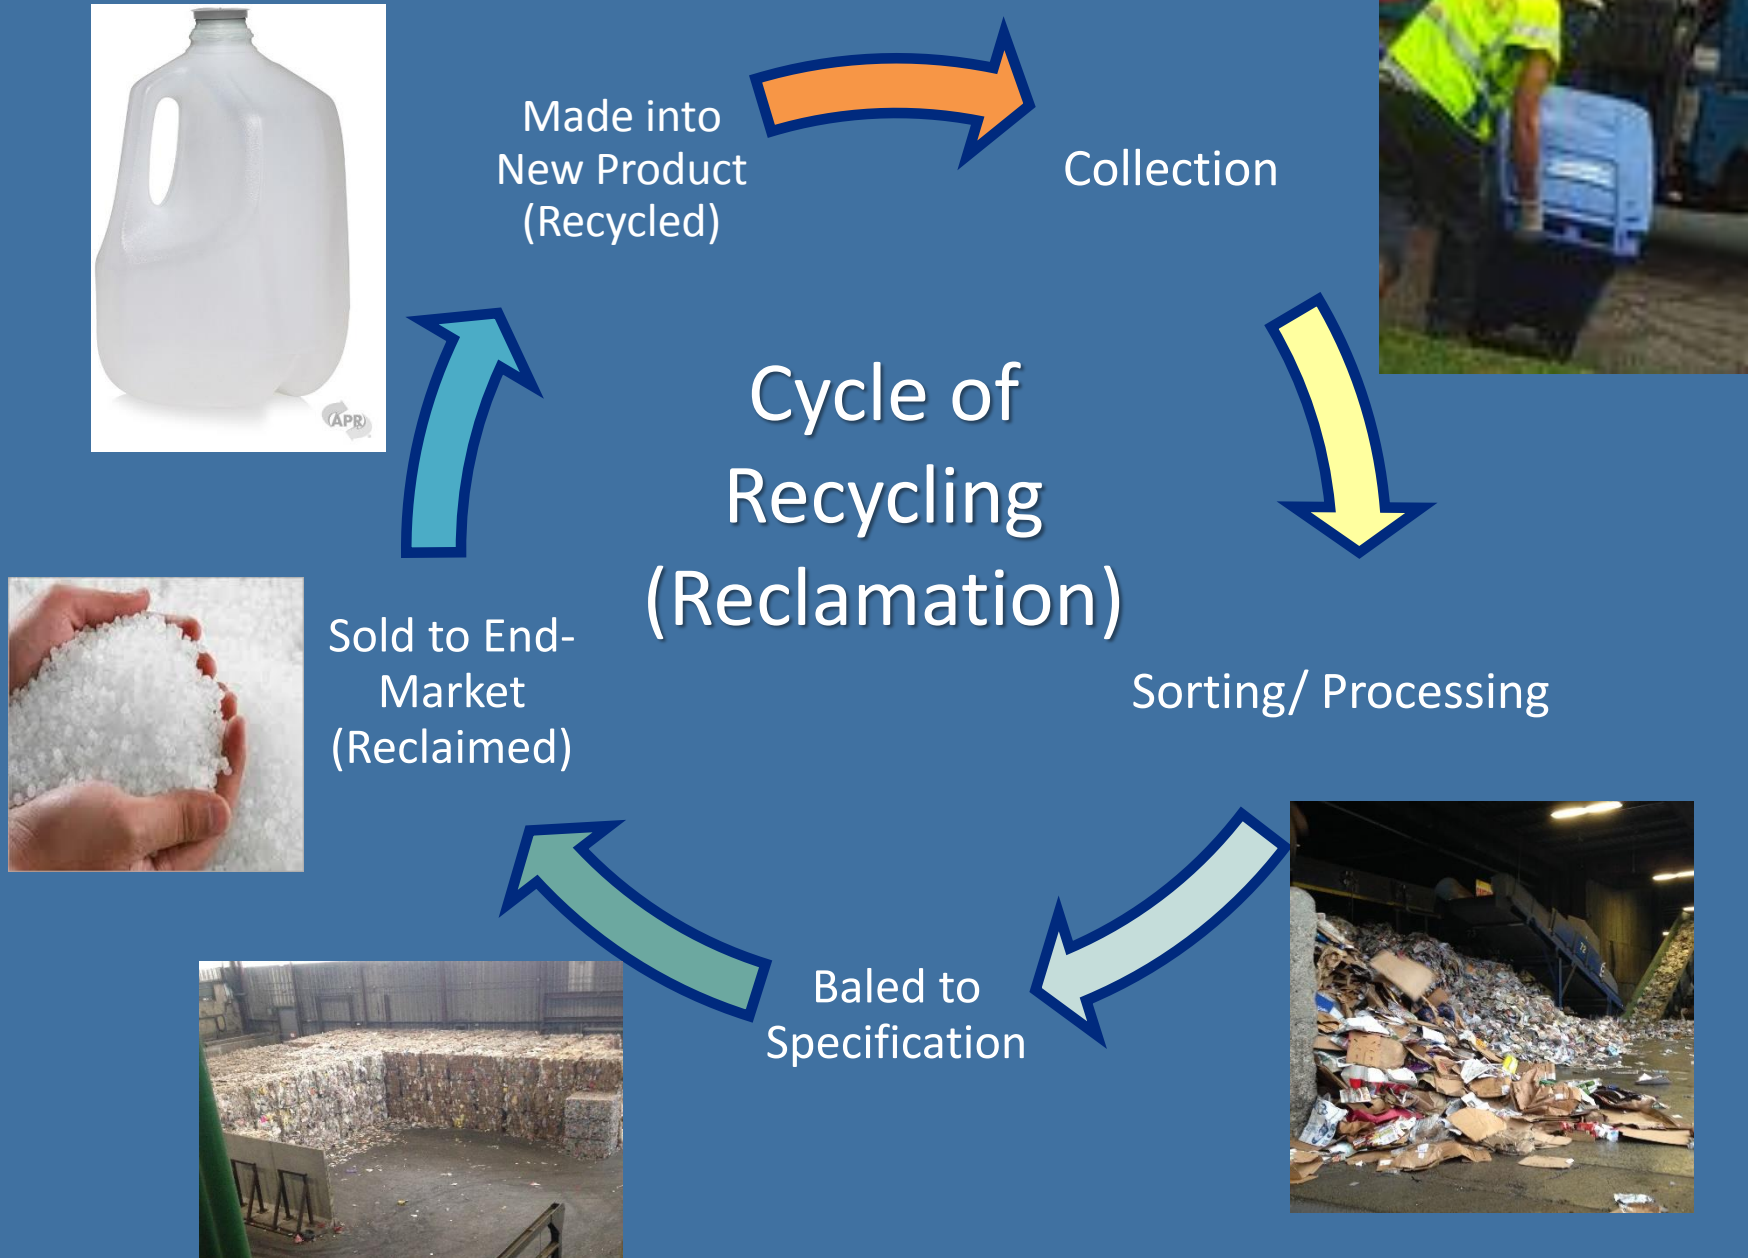 Cycle of
Recycling
(Reclamation)
Collection
Sorting/ Processing
Baled to
Specification
Sold to End-
Market
(Reclaimed)
Made into
New Product
(Recycled)
APR
72